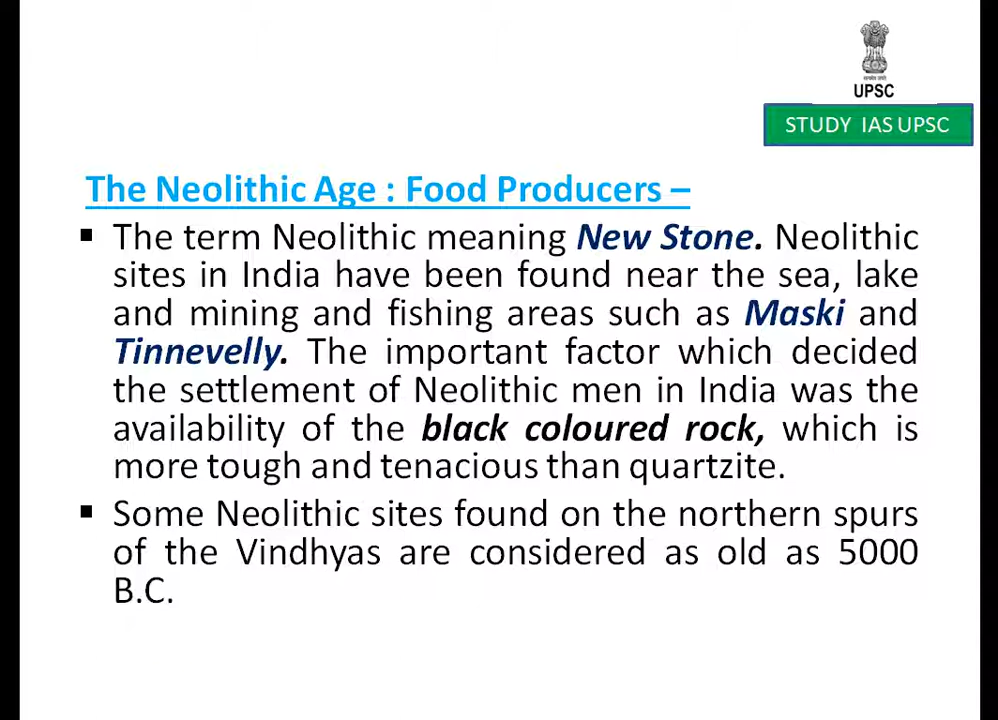 UPSC
STUDY IAS UPSC
The Neolithic Age : Food Producers –
▪ The term Neolithic meaning New Stone. Neolithic
sites in India have been found near the sea, lake
and mining and fishing areas such as Maski and
Tinnevelly. The important factor which decided
the settlement of Neolithic men in India was the
availability of the black coloured rock, which is
more tough and tenacious than quartzite.
▪ Some Neolithic sites found on the northern spurs
of the Vindhyas are considered as old as 5000
B.C.